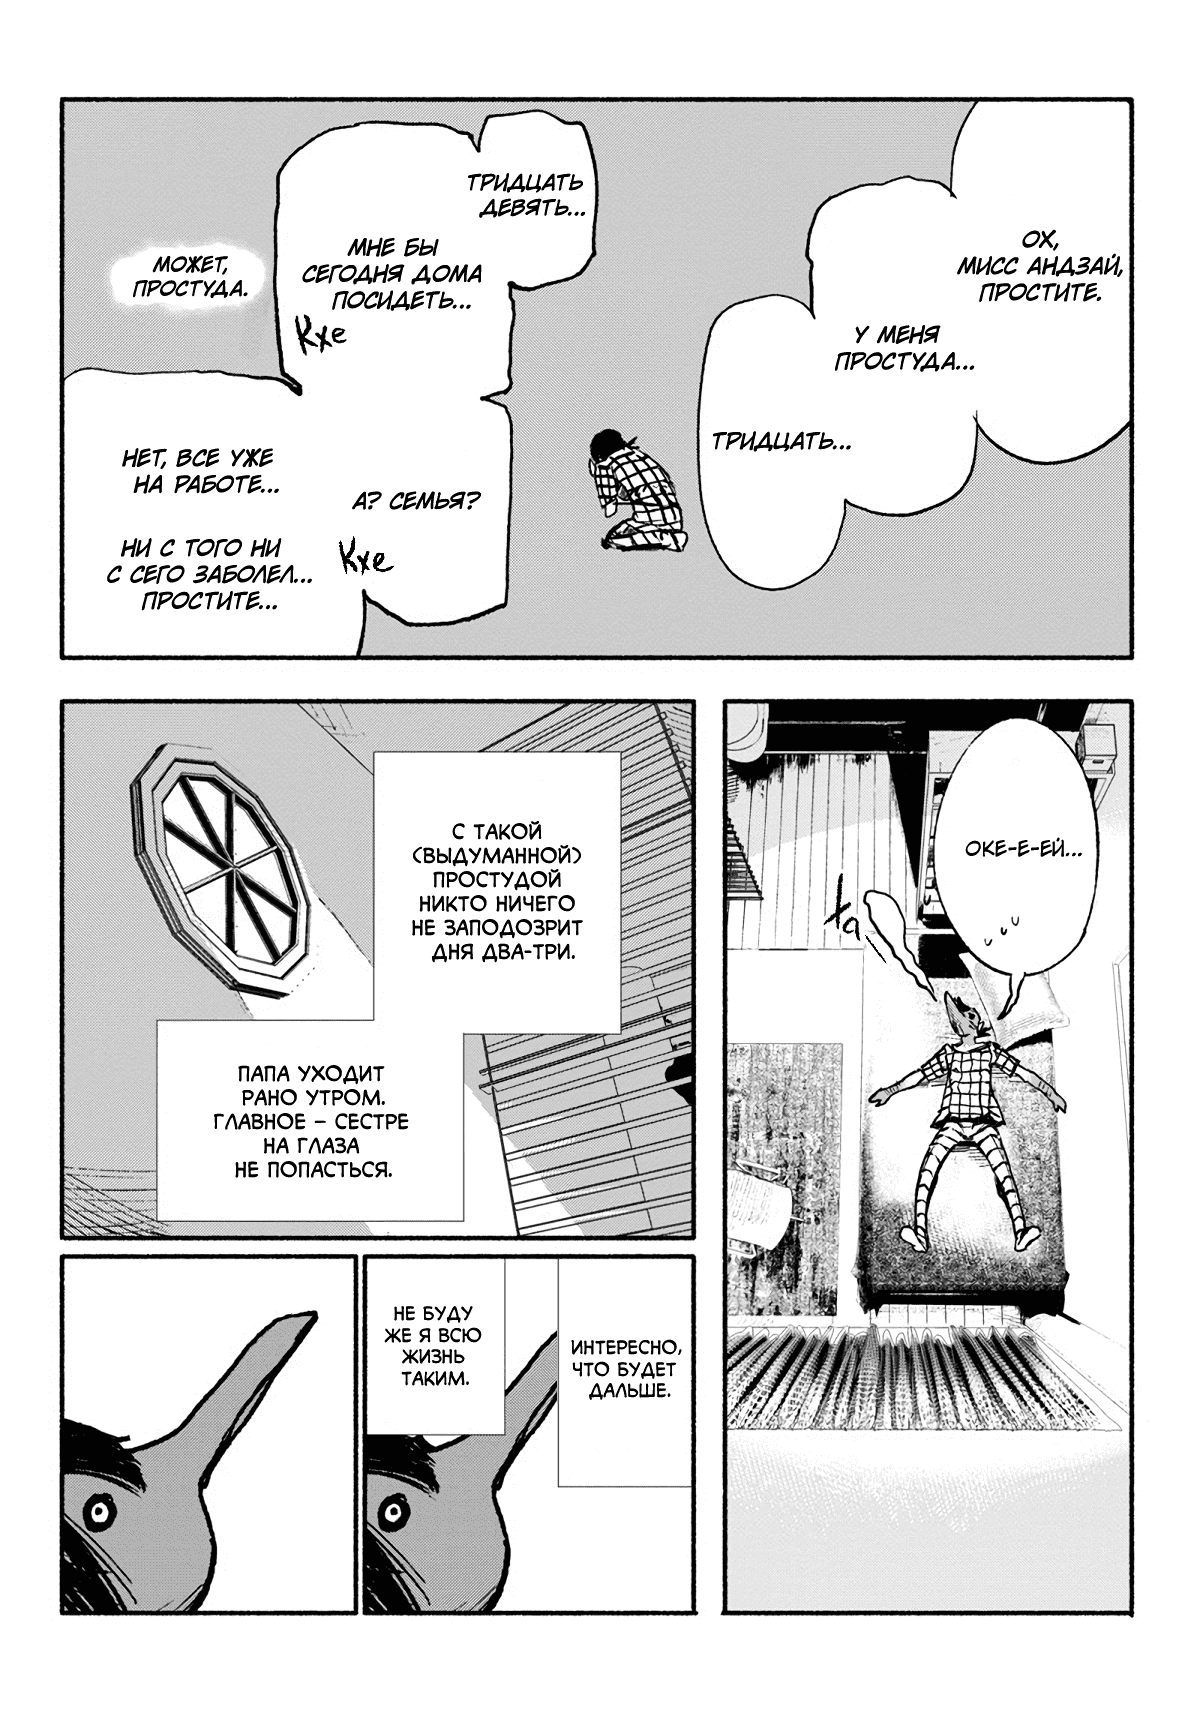 ОХ,
МИСС АНДЗАЙ,
ПРОСТИТЕ.
У МЕНЯ
ПРОСТУДА...
ТРИДЦАТЬ...
ТРИДЦАТЬ
ДЕВЯТЬ...
МНЕ БЫ
СЕГОДНЯ ДОМА
ПОСИДЕТЬ...
Кхе
МОЖЕТ,
ПРОСТУДА.
А? СЕМЬЯ?
Кхе
НЕТ, ВСЕ УЖЕ
НА РАБОТЕ...
НИ С ТОГО НИ
С СЕГО ЗАБОЛЕЛ...
ПРОСТИТЕ...
ОКЕ-Е-ЕЙ...
Ха
С ТАКОЙ
(ВЫДУМАННОЙ)
ПРОСТУДОЙ
НИКТО НИЧЕГО
НЕ ЗАПОДОЗРИТ
ДНЯ ДВА-ТРИ.
ПАПА УХОДИТ
РАНО УТРОМ.
ГЛАВНОЕ – СЕСТРЕ
НА ГЛАЗА
НЕ ПОПАСТЬСЯ.
ИНТЕРЕСНО,
ЧТО БУДЕТ
ДАЛЬШЕ.
НЕ БУДУ
ЖЕ Я ВСЮ
ЖИЗНЬ
ТАКИМ.